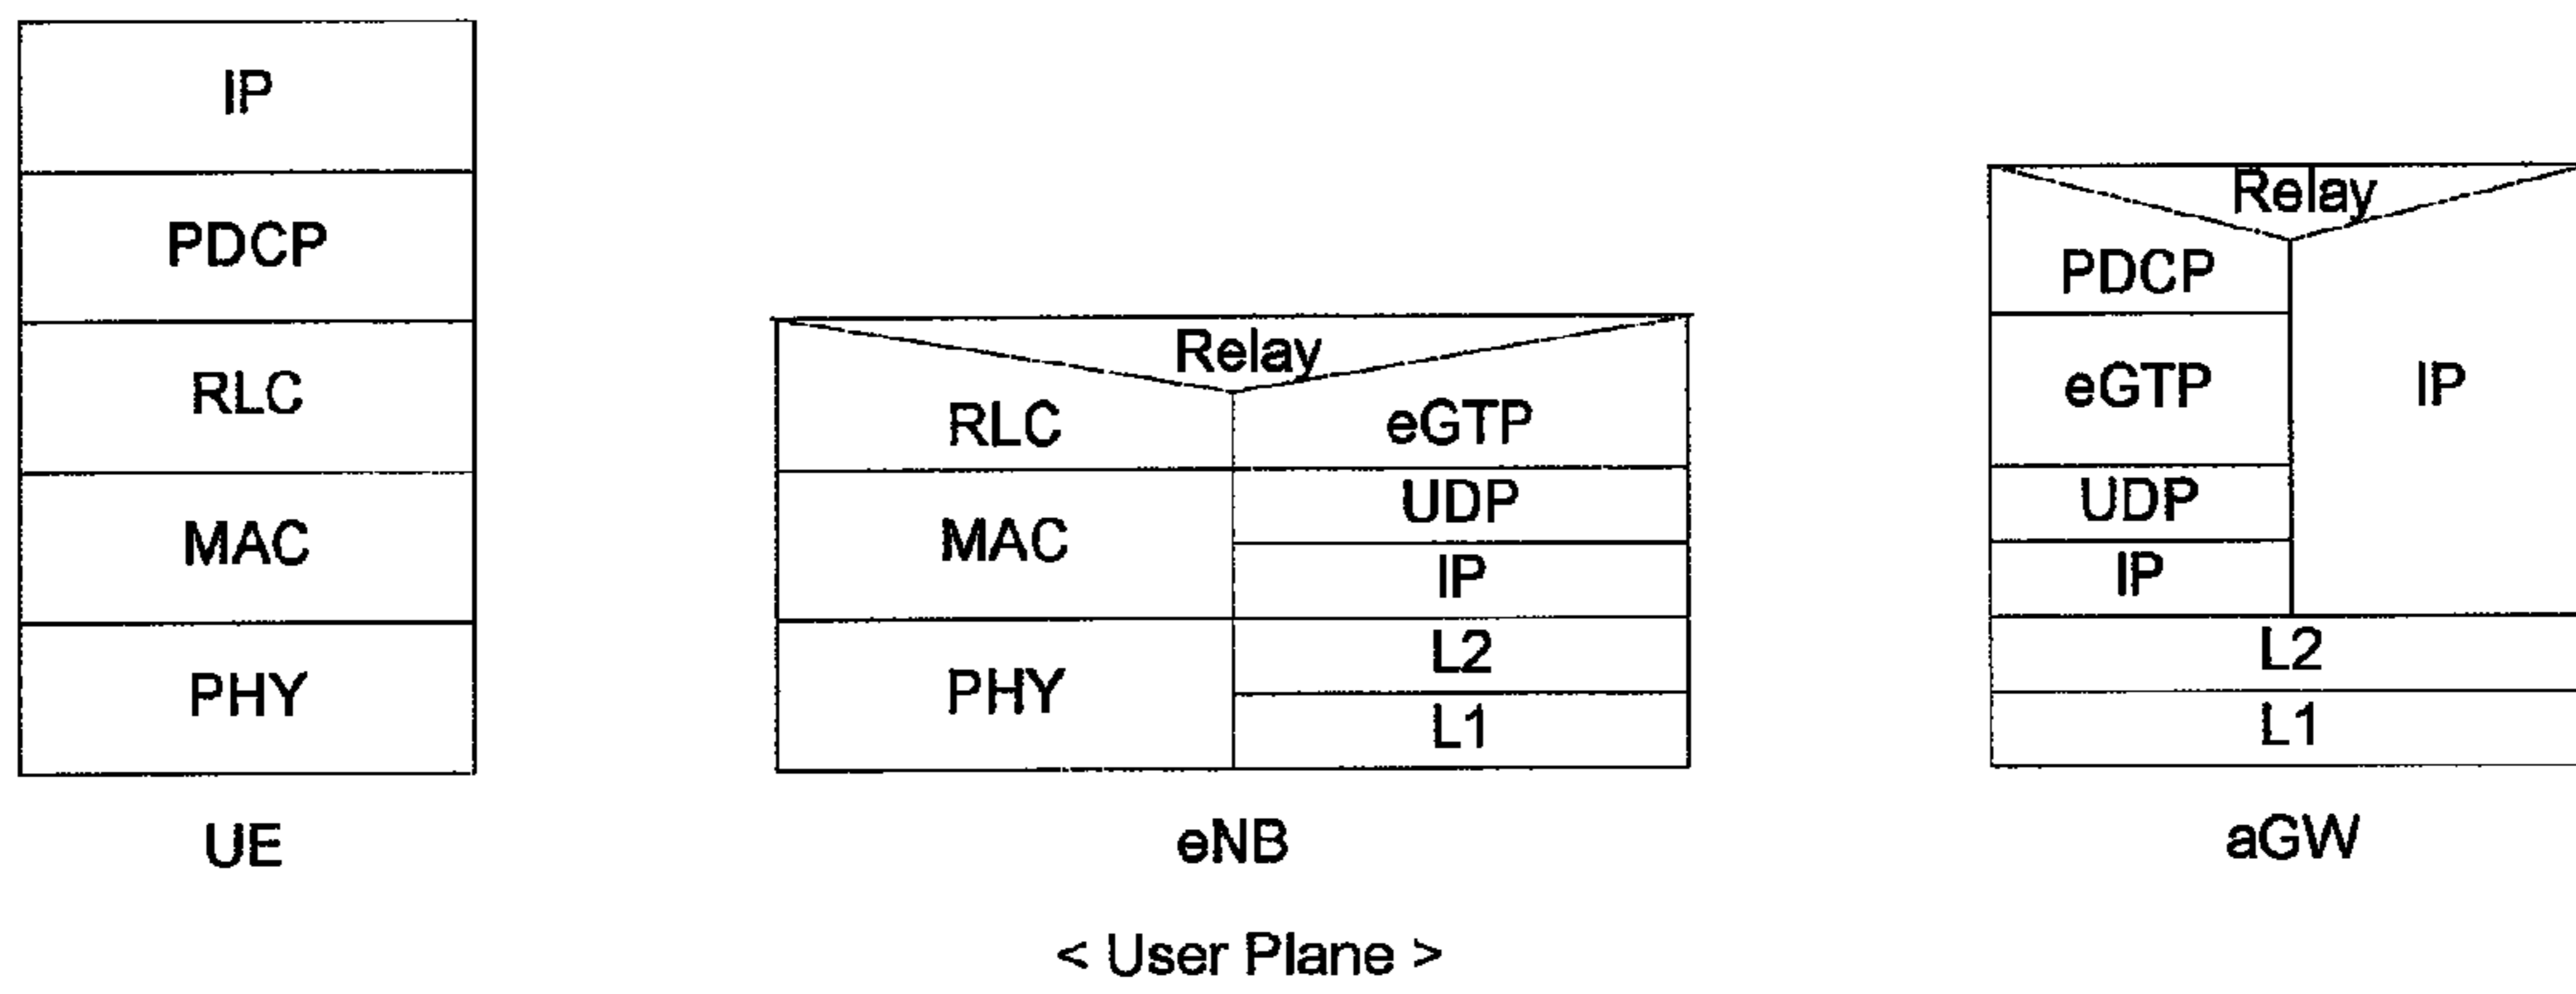 IP
PDCP
RLC
MAC
PHY
UE
Relay
RLC
eGTP
MAC
UDP
IP
PHY
L2
L1
eNB
Relay
PDCP
eGTP
IP
UDP
IP
L2
L1
aGW
< User Plane >